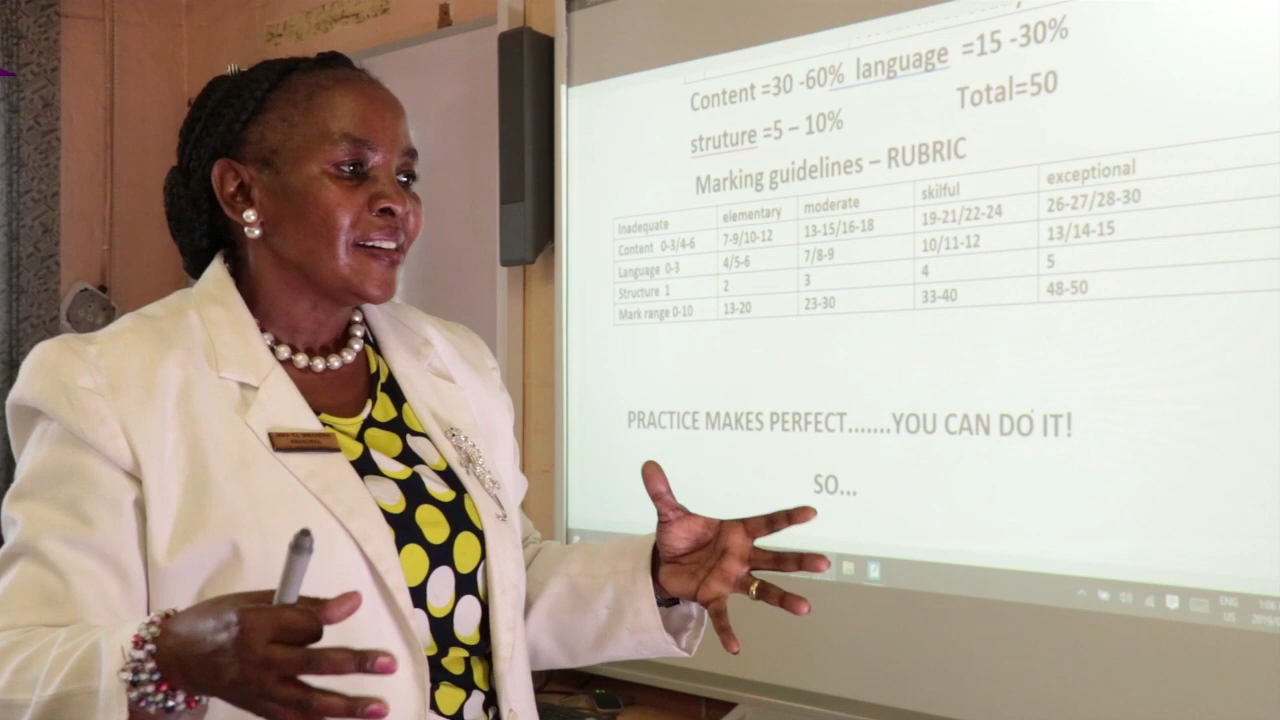 Content =30 -60% language =15 -30%
struture =5 – 10% Total=50
Marking guidelines – RUBRIC
Inadequate elementary moderate skilful exceptional
Content 0-3/4-6 7-9/10-12 13-15/16-18 19-21/22-24 26-27/28-30
Language 0-3 4/5-6 7/8-9 10/11-12 13/14-15
Structure 1 2 3 4 5
Mark range 0-10 13-20 23-30 33-40 48-50
PRACTICE MAKES PERFECT.......YOU CAN DO IT!
SO...
PRINCIPAL
ENG
US